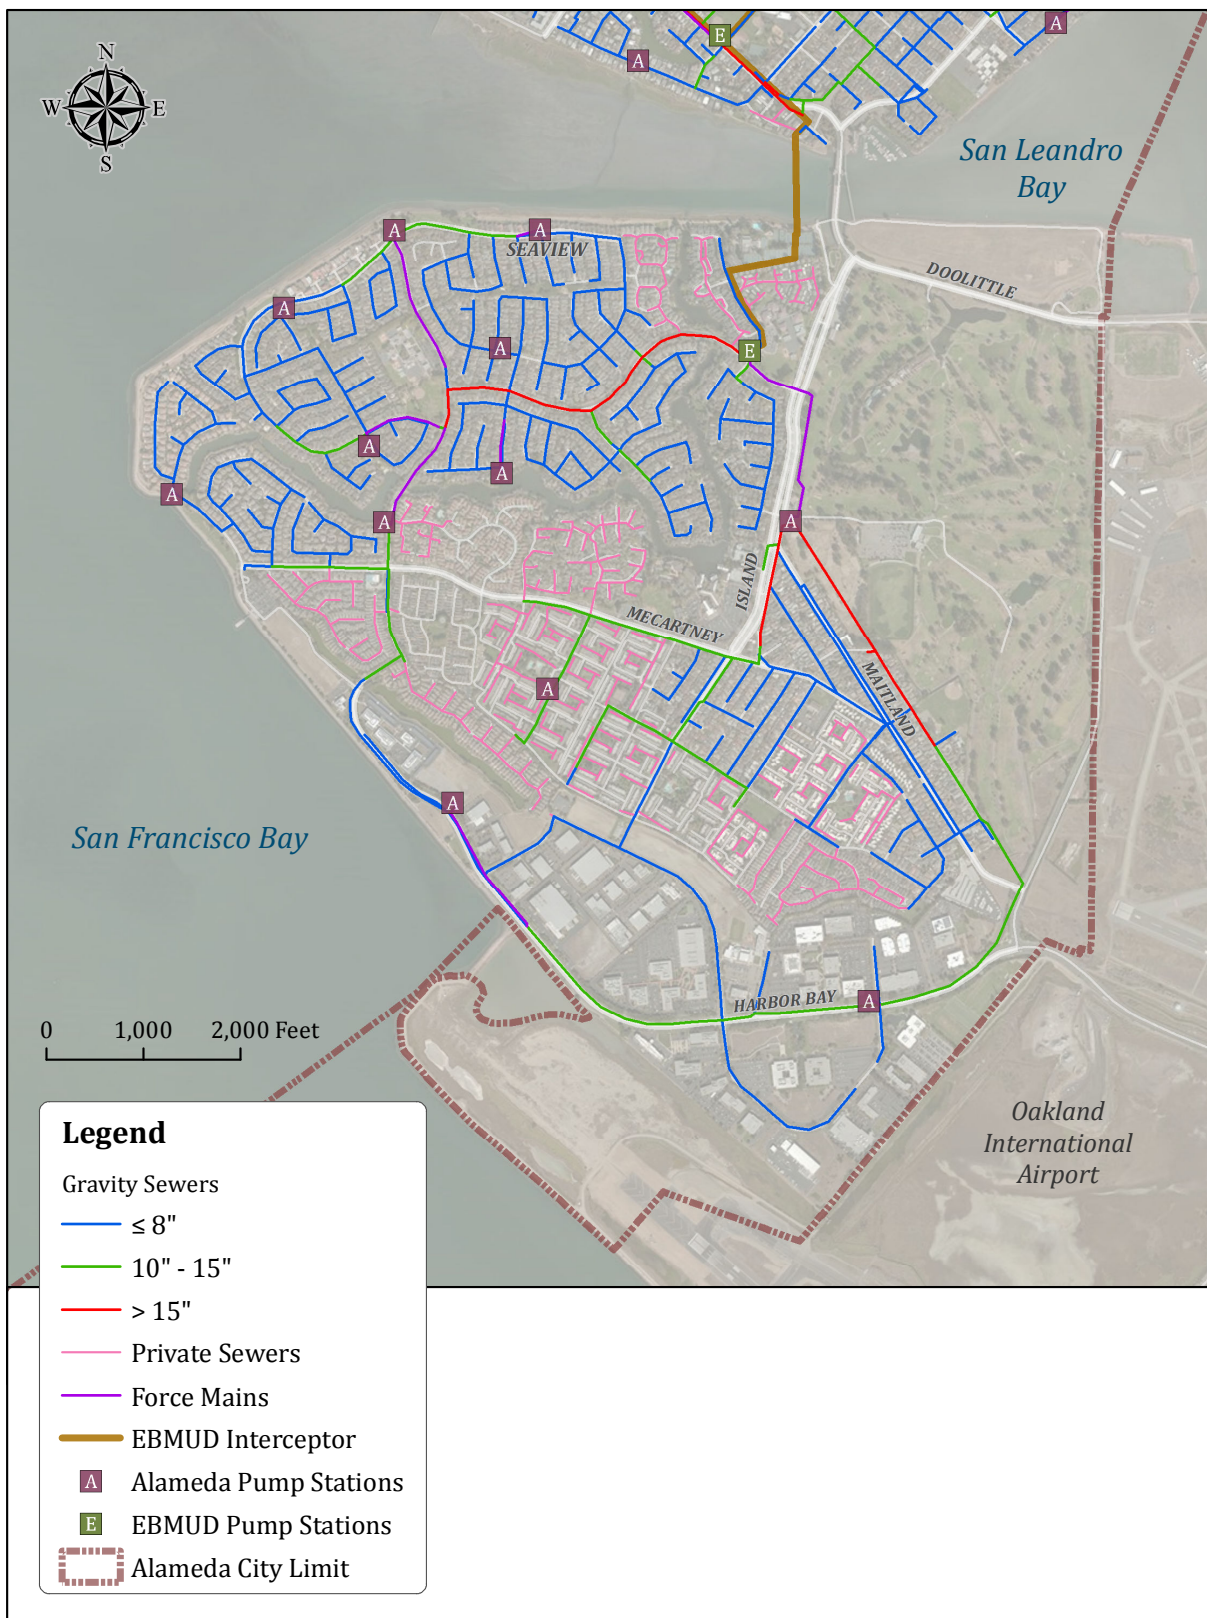 A
E
A
N
W
E
S
San Leandro
Bay
A
A
SEAVIEW
DOOLITTLE
A
A
E
A
A
A
A
A
ISLAND
MECARTNEY
MAITLAND
A
A
San Francisco Bay
HARBOR BAY
A
0 1,000 2,000 Feet
Oakland
International
Airport
Legend
Gravity Sewers
≤ 8"
10" - 15"
> 15"
Private Sewers
Force Mains
EBMUD Interceptor
A Alameda Pump Stations
E EBMUD Pump Stations
Alameda City Limit